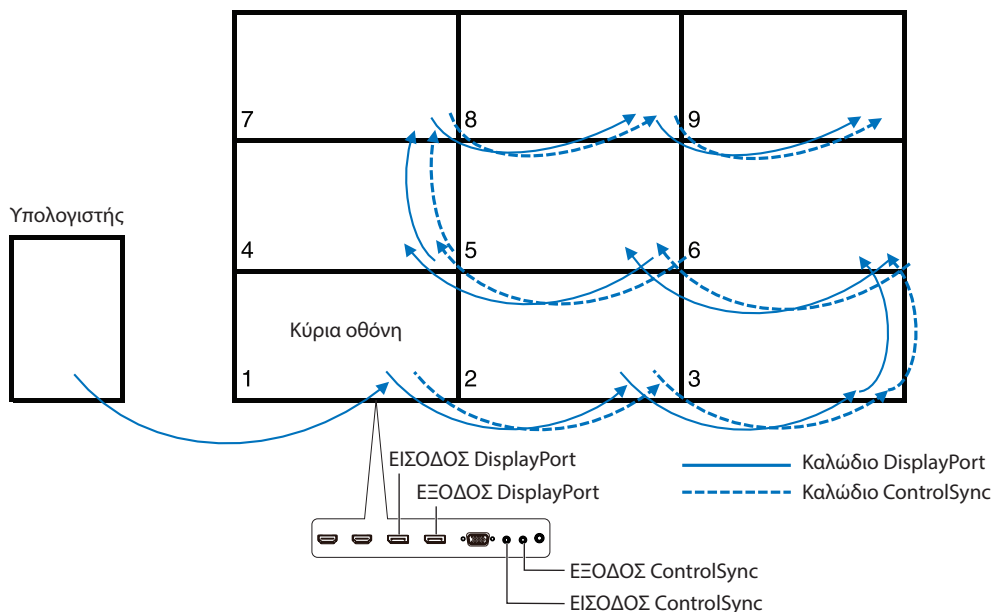 7
8
9
Υπολογιστής
4
5
6
Κύρια οθόνη
1
2
3
ΕΙΣΟΔΟΣ DisplayPort
ΕΞΟΔΟΣ DisplayPort
Καλώδιο DisplayPort
Καλώδιο ControlSync
ΕΞΟΔΟΣ ControlSync
ΕΙΣΟΔΟΣ ControlSync